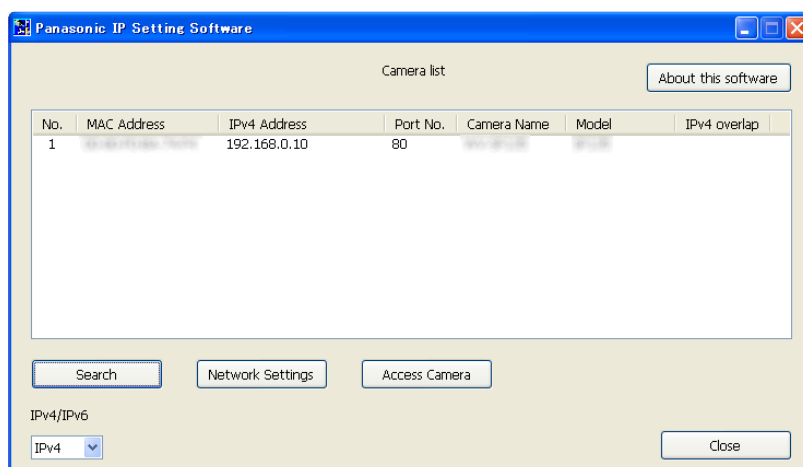 Panasonic IP Setting Software
Camera list
About this software
No. MAC Address IPv4 Address Port No. Camera Name Model IPv4 overlap
1 192.168.0.10 80
Search Network Settings Access Camera
IPv4/IPv6
IPv4 Close